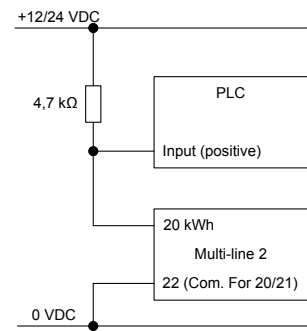 +12/24 VDC
4,7 kΩ
PLC
Input (positive)
20 kWh
Multi-line 2
22 (Com. For 20/21)
0 VDC